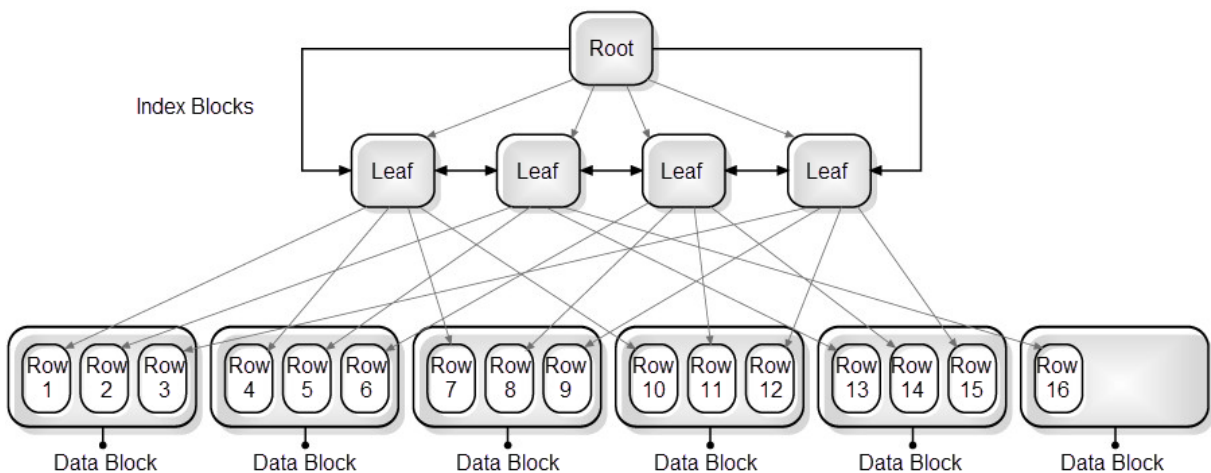 Root
Index Blocks
Leaf
Leaf
Leaf
Leaf
Row
1
Row
2
Row
3
Row
4
Row
5
Row
6
Row
7
Row
8
Row
9
Row
10
Row
11
Row
12
Row
13
Row
14
Row
15
Row
16
Data Block
Data Block
Data Block
Data Block
Data Block
Data Block